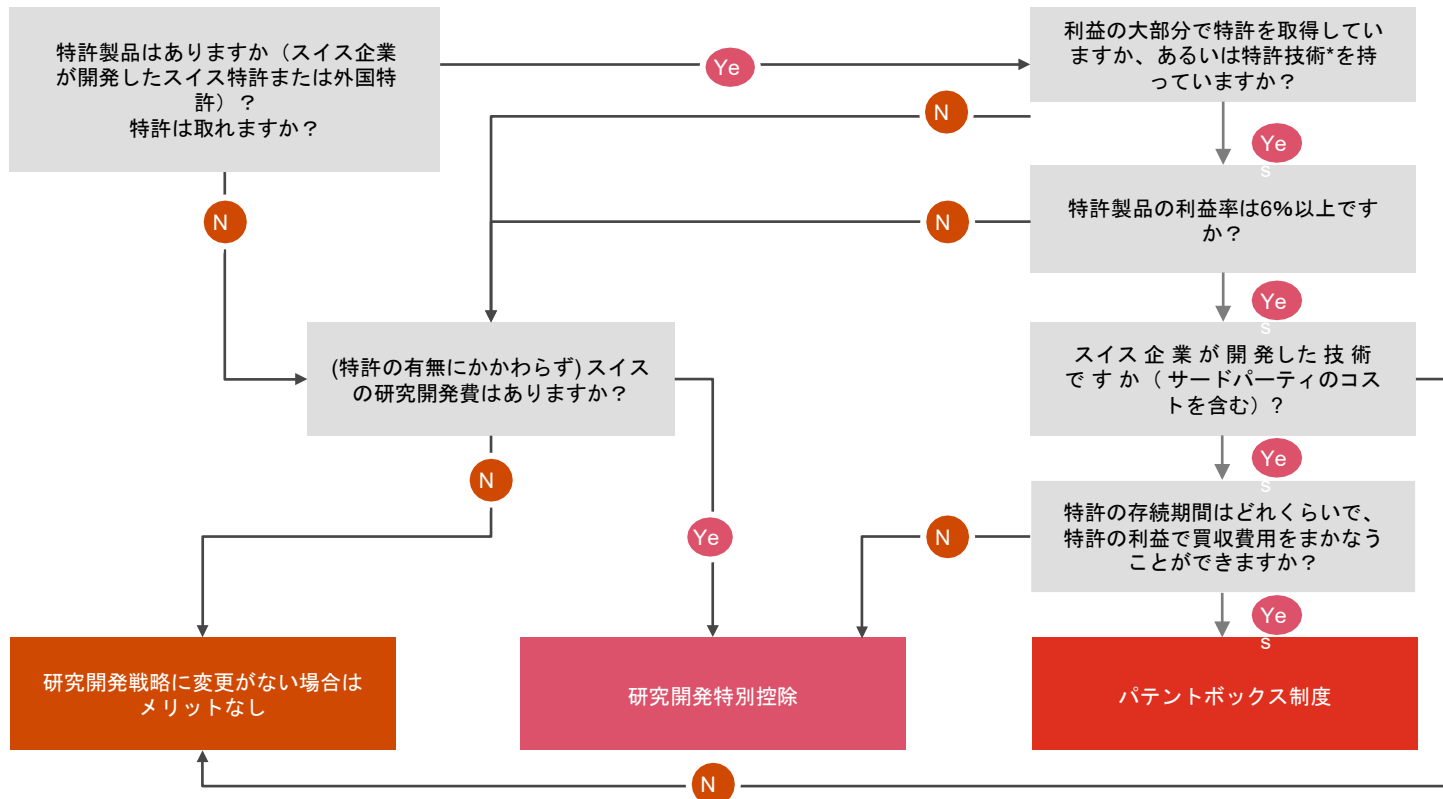 特許製品はありますか（スイス企業
が開発したスイス特許または外国特
許）？
特許は取れますか？
Ye
利益の大部分で特許を取得してい
ますか、あるいは特許技術*を持
っていますか？
N
Ye
s
N
特許製品の利益率は6%以上です
か？
N
Ye
s
(特許の有無にかかわらず) スイス
の研究開発費はありますか？
スイス 企 業 が 開 発した 技 術
で す か （ サードパーティのコス
トを含む）？
N
Ye
s
Ye
特許の存続期間はどれくらいで、
特許の利益で買収費用をまかなう
ことができますか？
N
Ye
s
研究開発戦略に変更がない場合は
メリットなし
研究開発特別控除
パテントボックス制度
N